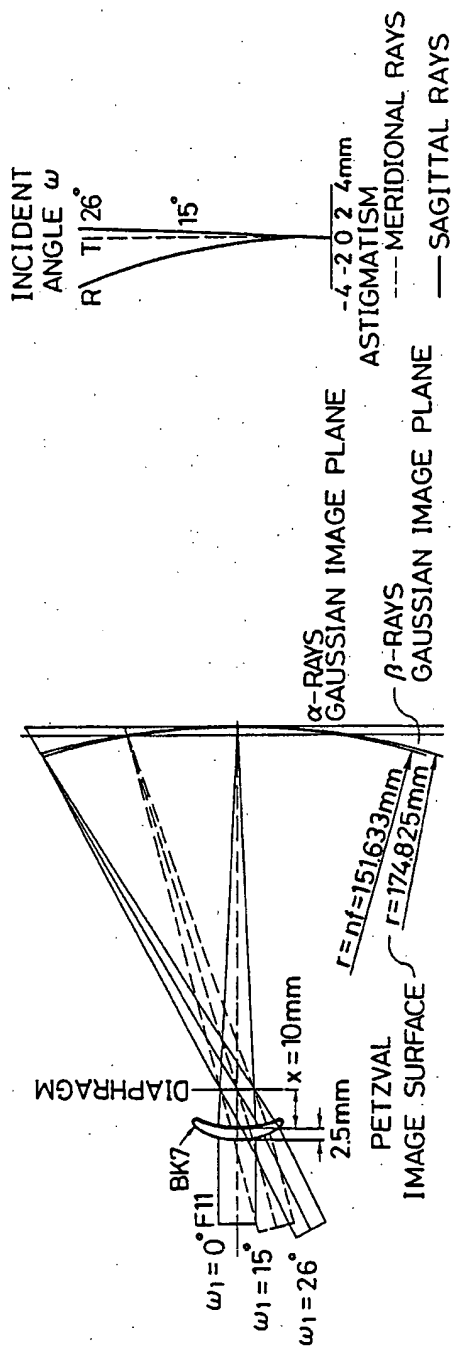 BK7
DIAPHRAGM
ω₁ = 0° F11
ω₁ = 15°
ω₁ = 26°
x = 10mm
2.5mm
PETZVAL
IMAGE SURFACE
r = nf = 151.633mm
r = 174.825mm
α-RAYS
GAUSSIAN IMAGE PLANE
β-RAYS
GAUSSIAN IMAGE PLANE
INCIDENT
ANGLE ω
R T 26°
15°
-4 -2 0 2 4mm
ASTIGMATISM
--- MERIDIONAL RAYS
— SAGITTAL RAYS